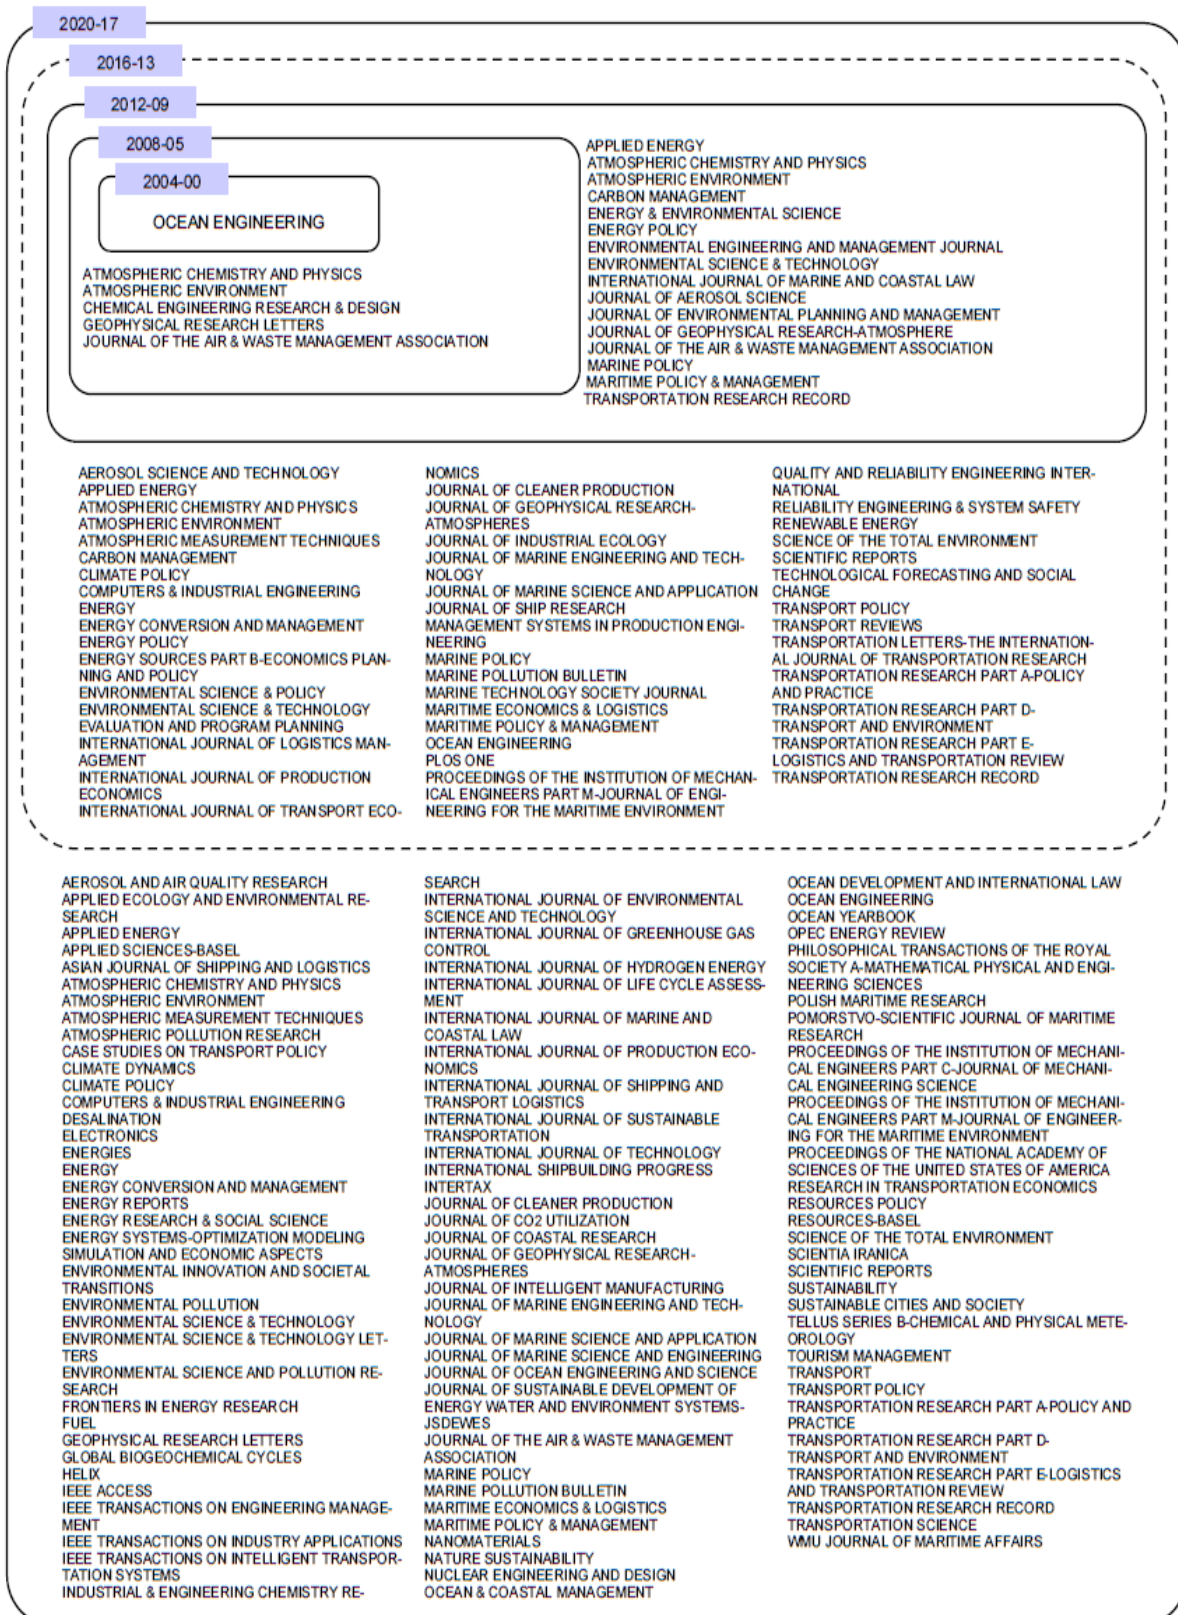 2020-17
2016-13
2012-09
2008-05
2004-00
OCEAN ENGINEERING
ATMOSPHERIC CHEMISTRY AND PHYSICS
ATMOSPHERIC ENVIRONMENT
CHEMICAL ENGINEERING RESEARCH & DESIGN
GEOPHYSICAL RESEARCH LETTERS
JOURNAL OF THE AIR & WASTE MANAGEMENT ASSOCIATION
APPLIED ENERGY
ATMOSPHERIC CHEMISTRY AND PHYSICS
ATMOSPHERIC ENVIRONMENT
CARBON MANAGEMENT
ENERGY & ENVIRONMENTAL SCIENCE
ENERGY POLICY
ENVIRONMENTAL ENGINEERING AND MANAGEMENT JOURNAL
ENVIRONMENTAL SCIENCE & TECHNOLOGY
INTERNATIONAL JOURNAL OF MARINE AND COASTAL LAW
JOURNAL OF AEROSOL SCIENCE
JOURNAL OF ENVIRONMENTAL PLANNING AND MANAGEMENT
JOURNAL OF GEOPHYSICAL RESEARCH-ATMOSPHERE
JOURNAL OF THE AIR & WASTE MANAGEMENT ASSOCIATION
MARINE POLICY
MARITIME POLICY & MANAGEMENT
TRANSPORTATION RESEARCH RECORD
AEROSOL SCIENCE AND TECHNOLOGY
APPLIED ENERGY
ATMOSPHERIC CHEMISTRY AND PHYSICS
ATMOSPHERIC ENVIRONMENT
ATMOSPHERIC MEASUREMENT TECHNIQUES
CARBON MANAGEMENT
CLIMATE POLICY
COMPUTERS & INDUSTRIAL ENGINEERING
ENERGY
ENERGY CONVERSION AND MANAGEMENT
ENERGY POLICY
ENERGY SOURCES PART B-ECONOMICS PLAN-
NING AND POLICY
ENVIRONMENTAL SCIENCE & POLICY
ENVIRONMENTAL SCIENCE & TECHNOLOGY
EVALUATION AND PROGRAM PLANNING
INTERNATIONAL JOURNAL OF LOGISTICS MAN-
AGEMENT
INTERNATIONAL JOURNAL OF PRODUCTION
ECONOMICS
INTERNATIONAL JOURNAL OF TRANSPORT ECO-
NOMICS
JOURNAL OF CLEANER PRODUCTION
JOURNAL OF GEOPHYSICAL RESEARCH-
ATMOSPHERES
JOURNAL OF INDUSTRIAL ECOLOGY
JOURNAL OF MARINE ENGINEERING AND TECH-
NOLOGY
JOURNAL OF MARINE SCIENCE AND APPLICATION
JOURNAL OF SHIP RESEARCH
MANAGEMENT SYSTEMS IN PRODUCTION ENGI-
NEERING
MARINE POLICY
MARINE POLLUTION BULLETIN
MARINE TECHNOLOGY SOCIETY JOURNAL
MARITIME ECONOMICS & LOGISTICS
MARITIME POLICY & MANAGEMENT
OCEAN ENGINEERING
PLOS ONE
PROCEEDINGS OF THE INSTITUTION OF MECHAN-
ICAL ENGINEERS PART M-JOURNAL OF ENGI-
NEERING FOR THE MARITIME ENVIRONMENT
QUALITY AND RELIABILITY ENGINEERING INTER-
NATIONAL
RELIABILITY ENGINEERING & SYSTEM SAFETY
RENEWABLE ENERGY
SCIENCE OF THE TOTAL ENVIRONMENT
SCIENTIFIC REPORTS
TECHNOLOGICAL FORECASTING AND SOCIAL
CHANGE
TRANSPORT POLICY
TRANSPORT REVIEWS
TRANSPORTATION LETTERS-THE INTERNATION-
AL JOURNAL OF TRANSPORTATION RESEARCH
TRANSPORTATION RESEARCH PART A-POLICY
AND PRACTICE
TRANSPORTATION RESEARCH PART D-
TRANSPORT AND ENVIRONMENT
TRANSPORTATION RESEARCH PART E-
LOGISTICS AND TRANSPORTATION REVIEW
TRANSPORTATION RESEARCH RECORD
AEROSOL AND AIR QUALITY RESEARCH
APPLIED ECOLOGY AND ENVIRONMENTAL RE-
SEARCH
APPLIED ENERGY
APPLIED SCIENCES-BASEL
ASIAN JOURNAL OF SHIPPING AND LOGISTICS
ATMOSPHERIC CHEMISTRY AND PHYSICS
ATMOSPHERIC ENVIRONMENT
ATMOSPHERIC MEASUREMENT TECHNIQUES
ATMOSPHERIC POLLUTION RESEARCH
CASE STUDIES ON TRANSPORT POLICY
CLIMATE DYNAMICS
CLIMATE POLICY
COMPUTERS & INDUSTRIAL ENGINEERING
DESALINATION
ELECTRONICS
ENERGIES
ENERGY
ENERGY CONVERSION AND MANAGEMENT
ENERGY REPORTS
ENERGY RESEARCH & SOCIAL SCIENCE
ENERGY SYSTEMS-OPTIMIZATION MODELING
SIMULATION AND ECONOMIC ASPECTS
ENVIRONMENTAL INNOVATION AND SOCIETAL
TRANSITIONS
ENVIRONMENTAL POLLUTION
ENVIRONMENTAL SCIENCE & TECHNOLOGY
ENVIRONMENTAL SCIENCE & TECHNOLOGY LET-
TERS
ENVIRONMENTAL SCIENCE AND POLLUTION RE-
SEARCH
FRONTIERS IN ENERGY RESEARCH
FUEL
GEOPHYSICAL RESEARCH LETTERS
GLOBAL BIOGEOCHEMICAL CYCLES
HELIX
IEEE ACCESS
IEEE TRANSACTIONS ON ENGINEERING MANAGE-
MENT
IEEE TRANSACTIONS ON INDUSTRY APPLICATIONS
IEEE TRANSACTIONS ON INTELLIGENT TRANSPOR-
TATION SYSTEMS
INDUSTRIAL & ENGINEERING CHEMISTRY RE-
SEARCH
INTERNATIONAL JOURNAL OF ENVIRONMENTAL
SCIENCE AND TECHNOLOGY
INTERNATIONAL JOURNAL OF GREENHOUSE GAS
CONTROL
INTERNATIONAL JOURNAL OF HYDROGEN ENERGY
INTERNATIONAL JOURNAL OF LIFE CYCLE ASSESS-
MENT
INTERNATIONAL JOURNAL OF MARINE AND
COASTAL LAW
INTERNATIONAL JOURNAL OF PRODUCTION ECO-
NOMICS
INTERNATIONAL JOURNAL OF SHIPPING AND
TRANSPORT LOGISTICS
INTERNATIONAL JOURNAL OF SUSTAINABLE
TRANSPORTATION
INTERNATIONAL JOURNAL OF TECHNOLOGY
INTERNATIONAL SHIPBUILDING PROGRESS
INTERTAX
JOURNAL OF CLEANER PRODUCTION
JOURNAL OF CO2 UTILIZATION
JOURNAL OF COASTAL RESEARCH
JOURNAL OF GEOPHYSICAL RESEARCH-
ATMOSPHERES
JOURNAL OF INTELLIGENT MANUFACTURING
JOURNAL OF MARINE ENGINEERING AND TECH-
NOLOGY
JOURNAL OF MARINE SCIENCE AND APPLICATION
JOURNAL OF MARINE SCIENCE AND ENGINEERING
JOURNAL OF OCEAN ENGINEERING AND SCIENCE
JOURNAL OF SUSTAINABLE DEVELOPMENT OF
ENERGY WATER AND ENVIRONMENT SYSTEMS-
JSDEWES
JOURNAL OF THE AIR & WASTE MANAGEMENT
ASSOCIATION
MARINE POLICY
MARINE POLLUTION BULLETIN
MARITIME ECONOMICS & LOGISTICS
MARITIME POLICY & MANAGEMENT
NANOMATERIALS
NATURE SUSTAINABILITY
NUCLEAR ENGINEERING AND DESIGN
OCEAN & COASTAL MANAGEMENT
OCEAN DEVELOPMENT AND INTERNATIONAL LAW
OCEAN ENGINEERING
OCEAN YEARBOOK
OPEC ENERGY REVIEW
PHILOSOPHICAL TRANSACTIONS OF THE ROYAL
SOCIETY A-MATHEMATICAL PHYSICAL AND ENGI-
NEERING SCIENCES
POLISH MARITIME RESEARCH
POMORSTVO-SCIENTIFIC JOURNAL OF MARITIME
RESEARCH
PROCEEDINGS OF THE INSTITUTION OF MECHANI-
CAL ENGINEERS PART C-JOURNAL OF MECHANI-
CAL ENGINEERING SCIENCE
PROCEEDINGS OF THE INSTITUTION OF MECHANI-
CAL ENGINEERS PART M-JOURNAL OF ENGINEER-
ING FOR THE MARITIME ENVIRONMENT
PROCEEDINGS OF THE NATIONAL ACADEMY OF
SCIENCES OF THE UNITED STATES OF AMERICA
RESEARCH IN TRANSPORTATION ECONOMICS
RESOURCES POLICY
RESOURCES-BASEL
SCIENCE OF THE TOTAL ENVIRONMENT
SCIENTIA IRANICA
SCIENTIFIC REPORTS
SUSTAINABILITY
SUSTAINABLE CITIES AND SOCIETY
TELLUS SERIES B-CHEMICAL AND PHYSICAL METE-
OROLOGY
TOURISM MANAGEMENT
TRANSPORT
TRANSPORT POLICY
TRANSPORTATION RESEARCH PART A-POLICY AND
PRACTICE
TRANSPORTATION RESEARCH PART D-
TRANSPORT AND ENVIRONMENT
TRANSPORTATION RESEARCH PART E-LOGISTICS
AND TRANSPORTATION REVIEW
TRANSPORTATION RESEARCH RECORD
TRANSPORTATION SCIENCE
WMU JOURNAL OF MARITIME AFFAIRS